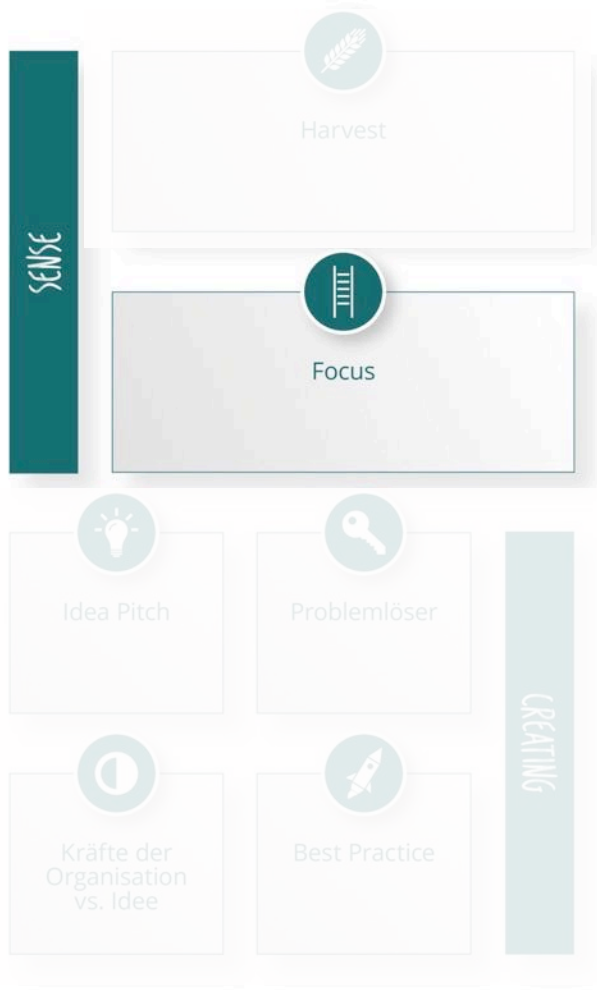 SENSE
Harvest
Focus
Idea Pitch
Problemlöser
CREATING
Kräfte der
Organisation
vs. Idee
Best Practice